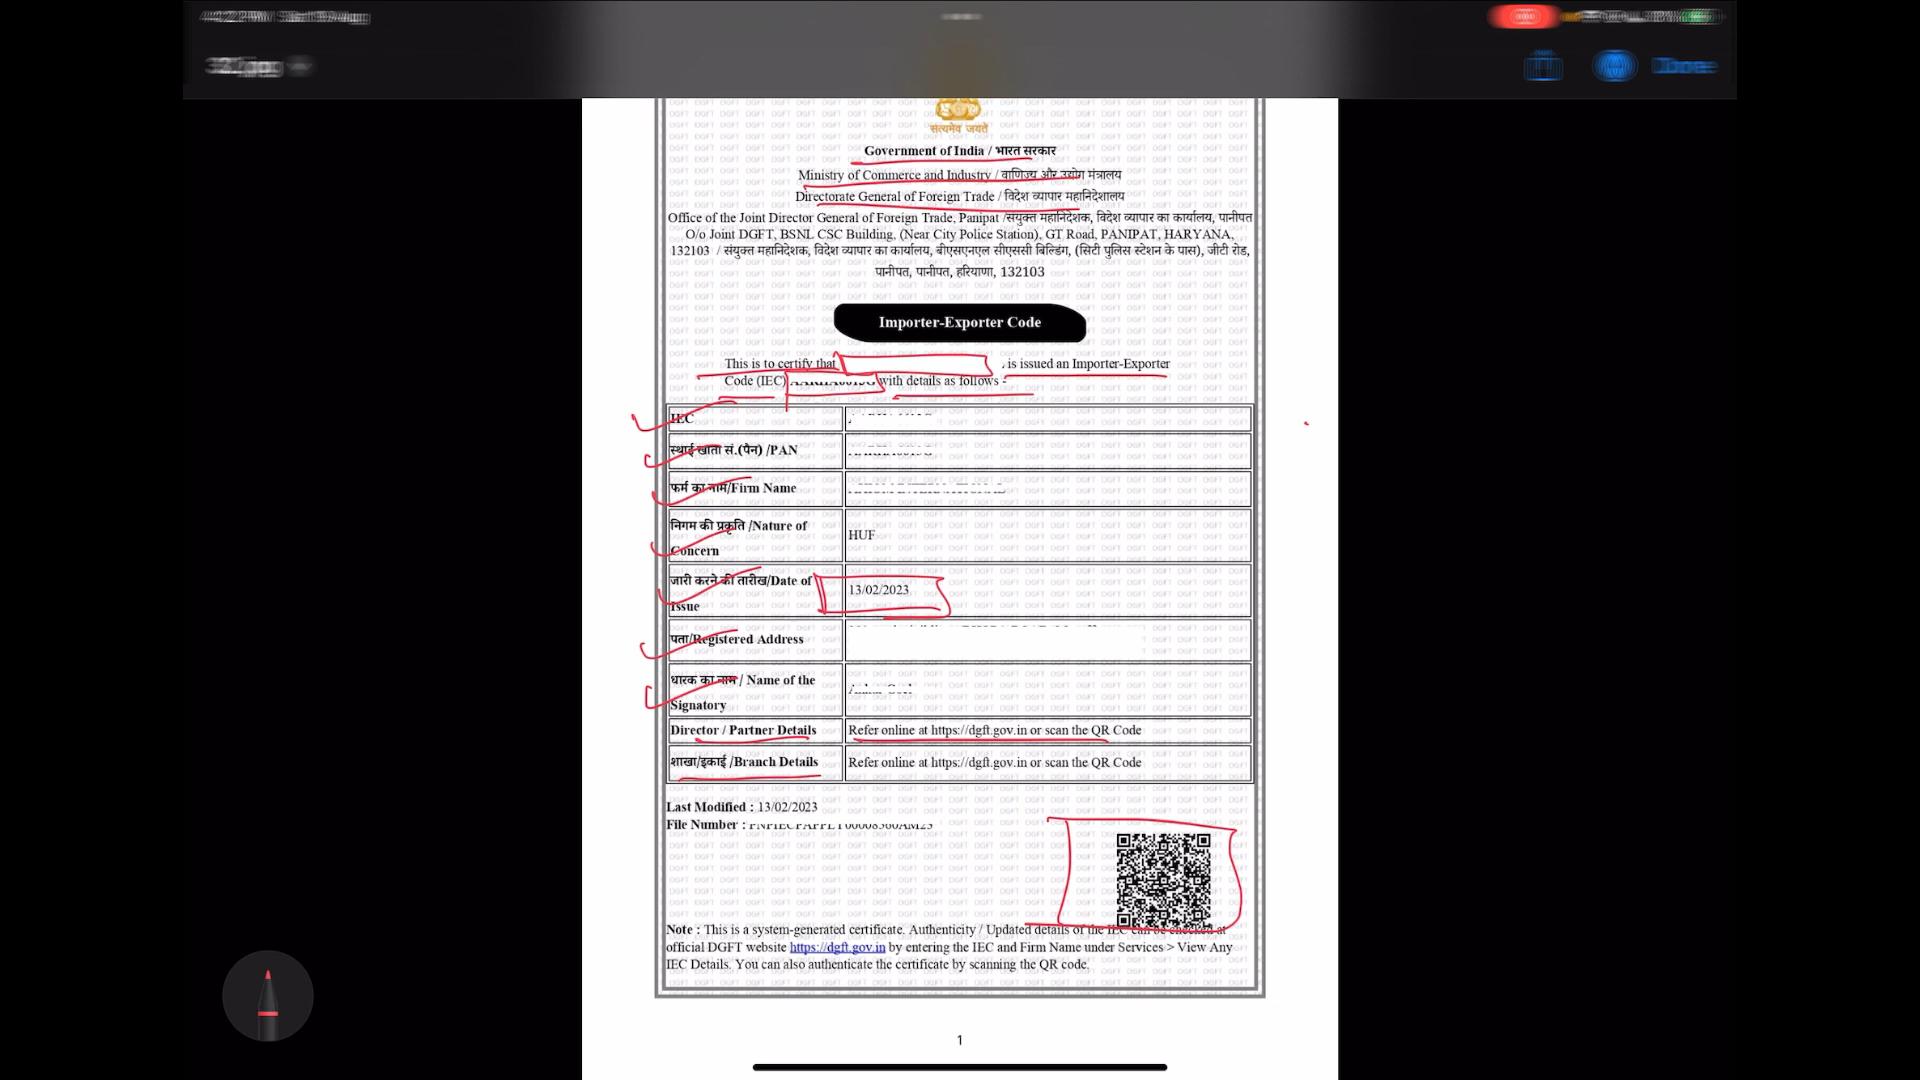 सत्यमेव जयते
Government of India / भारत सरकार
Ministry of Commerce and Industry / वाणिज्य और उद्योग मंत्रालय
Directorate General of Foreign Trade / विदेश व्यापार महानिदेशालय
Office of the Joint Director General of Foreign Trade, Panipat /संयुक्त महानिदेशक, विदेश व्यापार का कार्यालय, पानीपत
O/o Joint DGFT, BSNL CSC Building, (Near City Police Station), GT Road, PANIPAT, HARYANA,
132103 / संयुक्त महानिदेशक, विदेश व्यापार का कार्यालय, बीएसएनएल सीएससी बिल्डिंग, (सिटी पुलिस स्टेशन के पास), जीटी रोड,
पानीपत, पानीपत, हरियाणा, 132103
Importer-Exporter Code
This is to certify that , is issued an Importer-Exporter
Code (IEC) with details as follows -
IEC
स्थाई खाता सं.(पैन) /PAN
फर्म का नाम/Firm Name
निगम की प्रकृति /Nature of Concern HUF
जारी करने की तारीख/Date of Issue 13/02/2023
पता/Registered Address
धारक का नाम / Name of the Signatory
Director / Partner Details Refer online at https://dgft.gov.in or scan the QR Code
शाखा/इकाई /Branch Details Refer online at https://dgft.gov.in or scan the QR Code
Last Modified : 13/02/2023
File Number :
Note : This is a system-generated certificate. Authenticity / Updated details of the IEC can be checked at
official DGFT website https://dgft.gov.in by entering the IEC and Firm Name under Services > View Any
IEC Details. You can also authenticate the certificate by scanning the QR code.
1